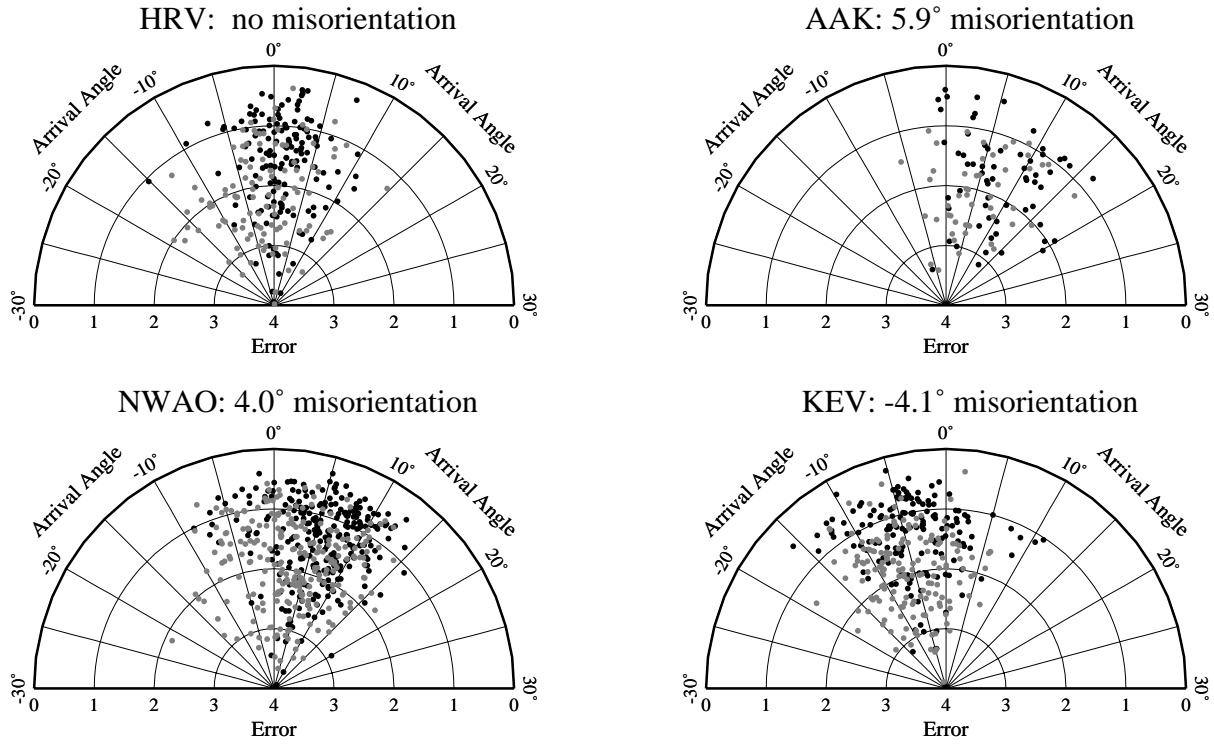 HRV: no misorientation
AAK: 5.9° misorientation
0°
-10°
10°
Arrival Angle
Arrival Angle
-20°
20°
-30°
30°
0 1 2 3 4 3 2 1 0
Error
0°
-10°
10°
Arrival Angle
Arrival Angle
-20°
20°
-30°
30°
0 1 2 3 4 3 2 1 0
Error
NWAO: 4.0° misorientation
KEV: -4.1° misorientation
0°
-10°
10°
Arrival Angle
Arrival Angle
-20°
20°
-30°
30°
0 1 2 3 4 3 2 1 0
Error
0°
-10°
10°
Arrival Angle
Arrival Angle
-20°
20°
-30°
30°
0 1 2 3 4 3 2 1 0
Error